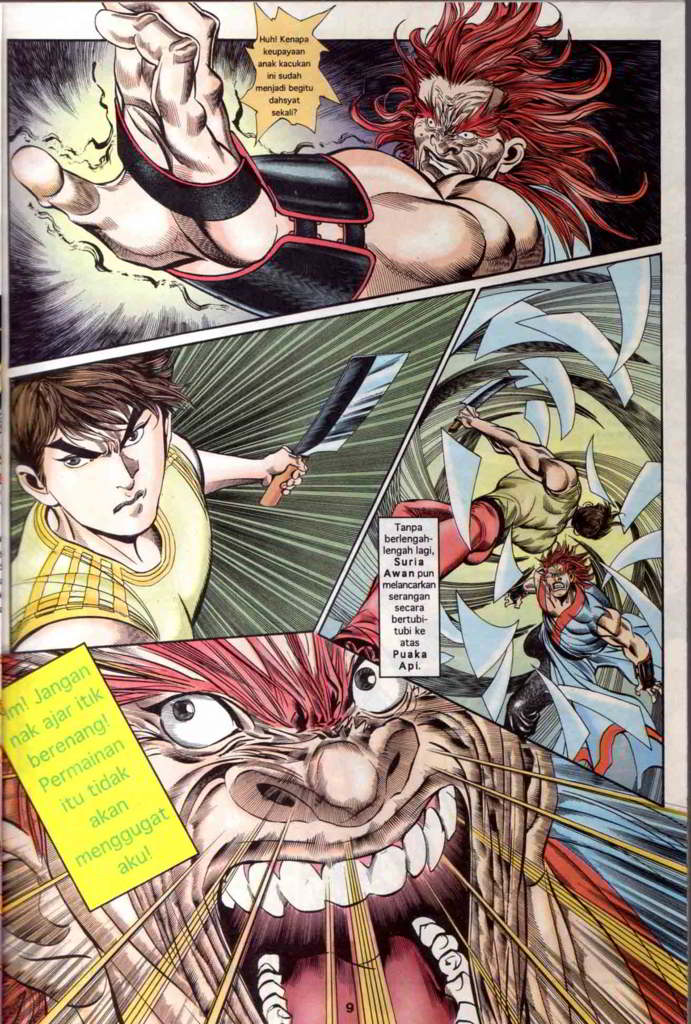 Huh! Kenapa
keupayaan
anak kacukan
ini sudah
menjadi begitu
dahsyat
sekali?
Tanpa
berlengah-
lengah lagi,
Suria
Awan pun
melancarkan
serangan
secara
bertubi-
tubi ke
atas
Puaka
Api.
Jangan
ajar itik
berenang!
Permainan
itu tidak
akan
menggugat
aku!
9